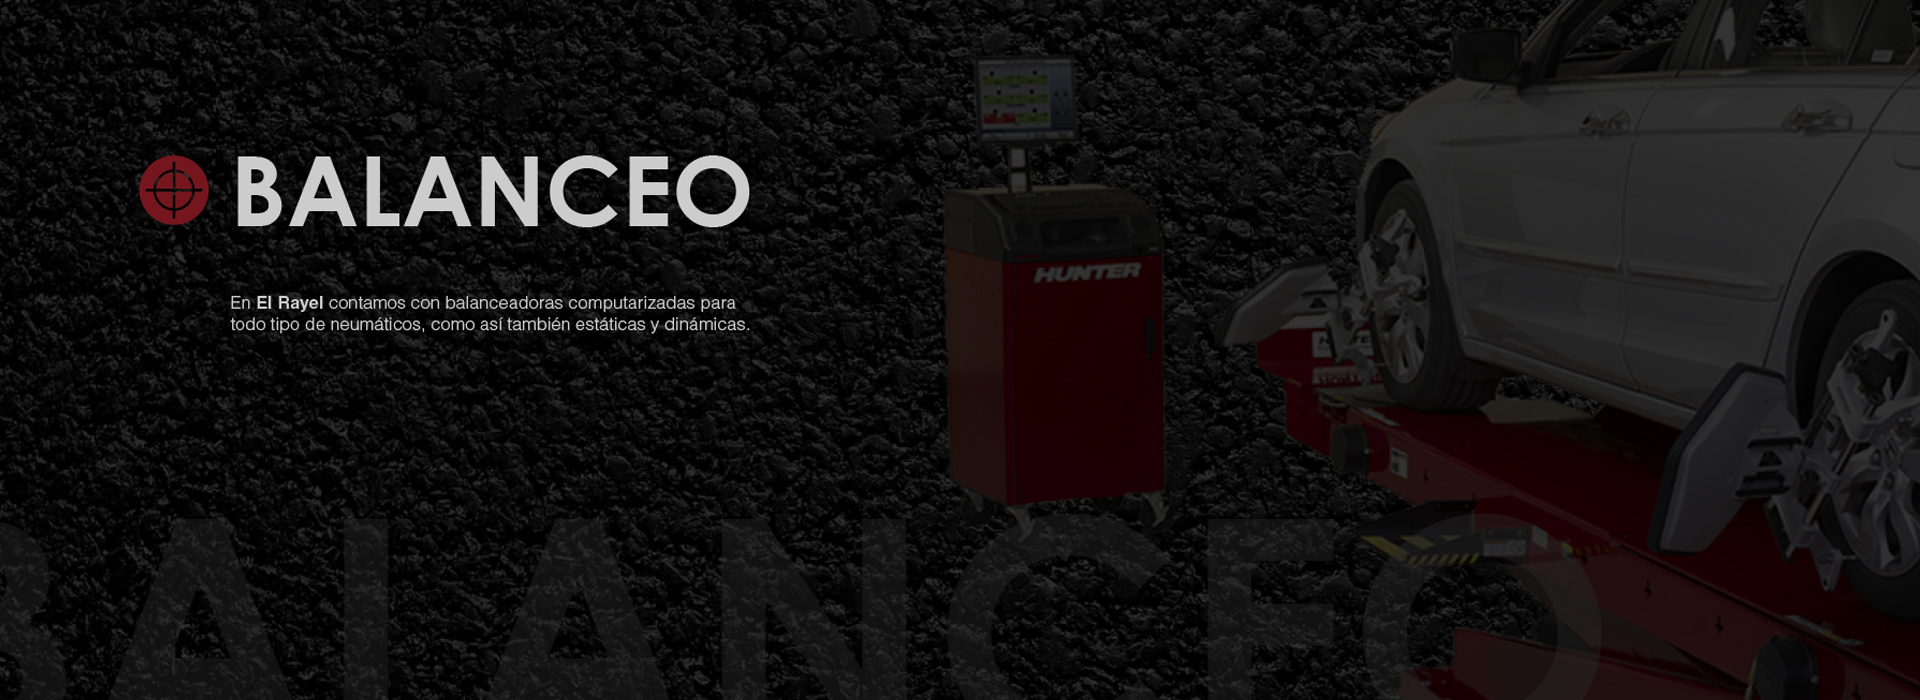 BALANCEO
En El Rayel contamos con balanceadoras computarizadas para
todo tipo de neumáticos, como así también estáticas y dinámicas.
HUNTER
BALANCEO